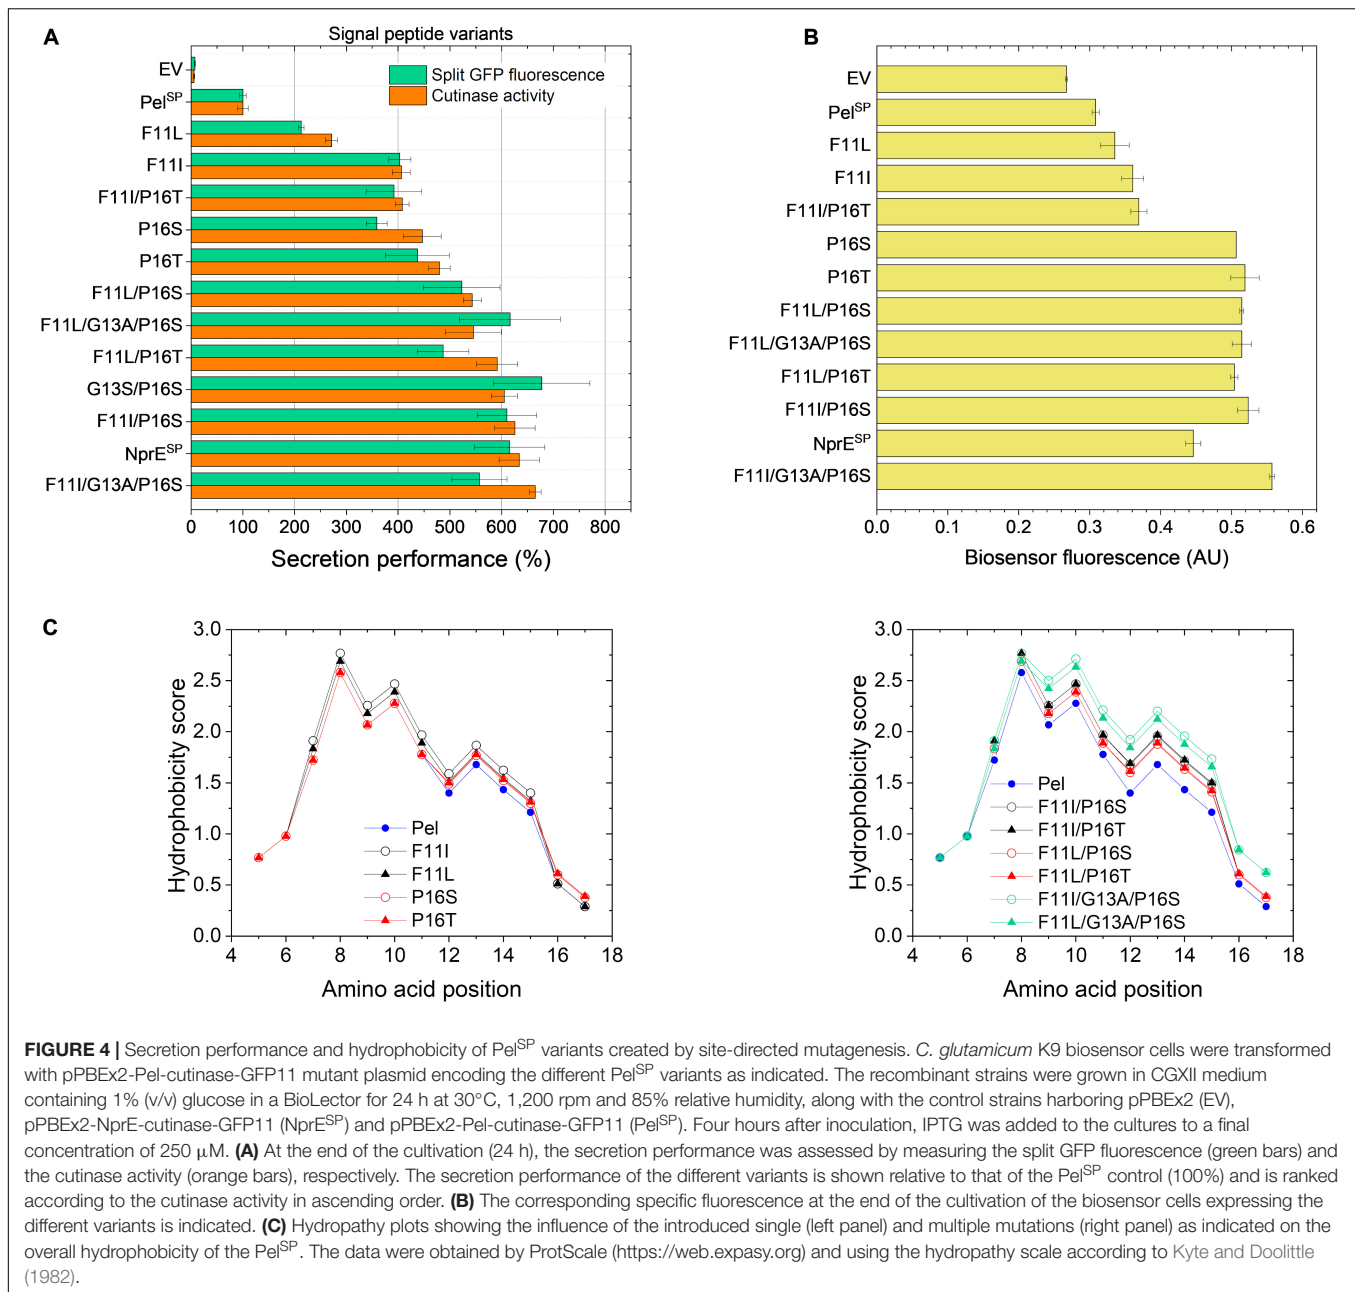 A
Signal peptide variants
Split GFP fluorescence
Cutinase activity
EV
Pel^SP
F11L
F11I
F11I/P16T
P16S
P16T
F11L/P16S
F11L/G13A/P16S
F11L/P16T
G13S/P16S
F11I/P16S
NprE^SP
F11I/G13A/P16S
0 100 200 300 400 500 600 700 800
Secretion performance (%)
B
EV
Pel^SP
F11L
F11I
F11I/P16T
P16S
P16T
F11L/P16S
F11L/G13A/P16S
F11L/P16T
F11I/P16S
NprE^SP
F11I/G13A/P16S
0.0 0.1 0.2 0.3 0.4 0.5 0.6
Biosensor fluorescence (AU)
C
Hydrophobicity score
3.0
2.5
2.0
1.5
1.0
0.5
0.0
Pel
F11I
F11L
P16S
P16T
4 6 8 10 12 14 16 18
Amino acid position
Hydrophobicity score
3.0
2.5
2.0
1.5
1.0
0.5
0.0
Pel
F11I/P16S
F11I/P16T
F11L/P16S
F11L/P16T
F11I/G13A/P16S
F11L/G13A/P16S
4 6 8 10 12 14 16 18
Amino acid position
FIGURE 4 | Secretion performance and hydrophobicity of Pel^SP variants created by site-directed mutagenesis. C. glutamicum K9 biosensor cells were transformed
with pPBEx2-Pel-cutinase-GFP11 mutant plasmid encoding the different Pel^SP variants as indicated. The recombinant strains were grown in CGXII medium
containing 1% (v/v) glucose in a BioLector for 24 h at 30°C, 1,200 rpm and 85% relative humidity, along with the control strains harboring pPBEx2 (EV),
pPBEx2-NprE-cutinase-GFP11 (NprE^SP) and pPBEx2-Pel-cutinase-GFP11 (Pel^SP). Four hours after inoculation, IPTG was added to the cultures to a final
concentration of 250 μM. (A) At the end of the cultivation (24 h), the secretion performance was assessed by measuring the split GFP fluorescence (green bars) and
the cutinase activity (orange bars), respectively. The secretion performance of the different variants is shown relative to that of the Pel^SP control (100%) and is ranked
according to the cutinase activity in ascending order. (B) The corresponding specific fluorescence at the end of the cultivation of the biosensor cells expressing the
different variants is indicated. (C) Hydropathy plots showing the influence of the introduced single (left panel) and multiple mutations (right panel) as indicated on the
overall hydrophobicity of the Pel^SP. The data were obtained by ProtScale (https://web.expasy.org) and using the hydropathy scale according to Kyte and Doolittle
(1982).